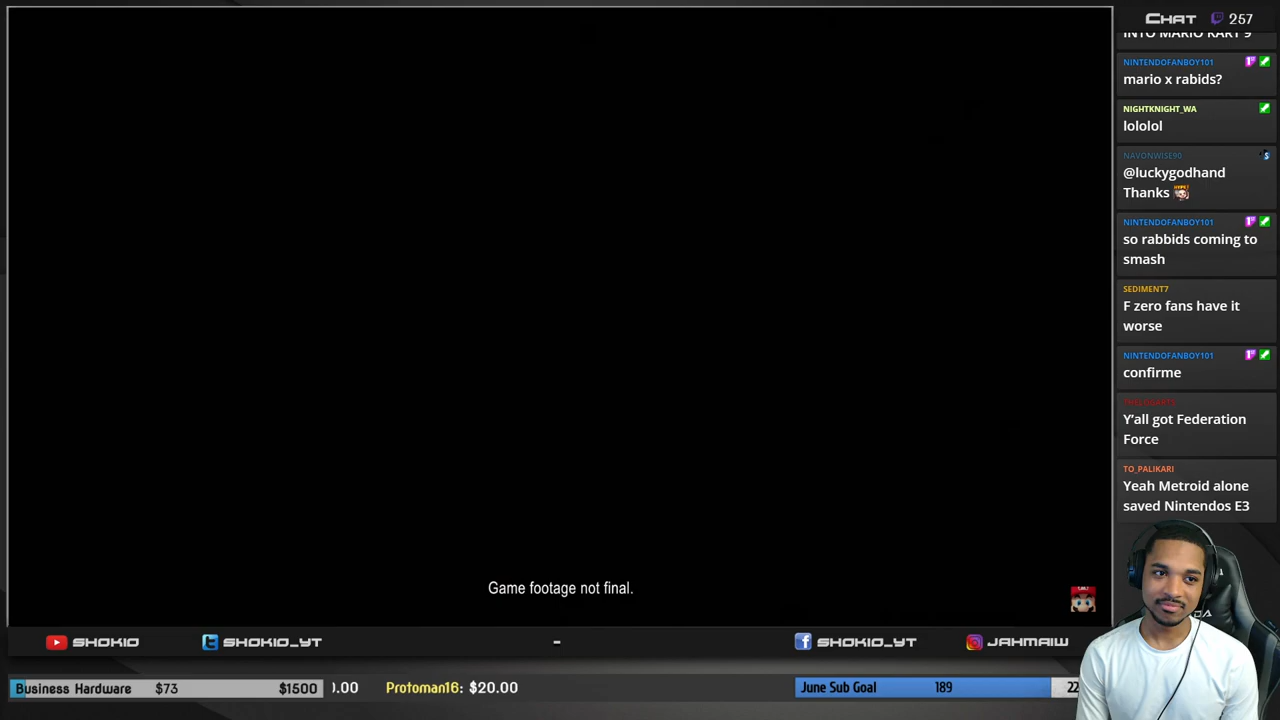 CHAT 257
INTO MARIO KART 9
NINTENDOFANBOY101
mario x rabids?
NIGHTKNIGHT_WA
lololol
NAVONWISE90
@luckygodhand
Thanks
NINTENDOFANBOY101
so rabbids coming to
smash
SEDIMENT7
F zero fans have it
worse
NINTENDOFANBOY101
confirme
Y'all got Federation
Force
TO_PALIKARI
Yeah Metroid alone
saved Nintendos E3
Game footage not final.
SHOKIO
SHOKIO_YT
-
SHOKIO_YT
JAHMAIW
Business Hardware $73 $1500
).00 Protoman16: $20.00
June Sub Goal 189 22